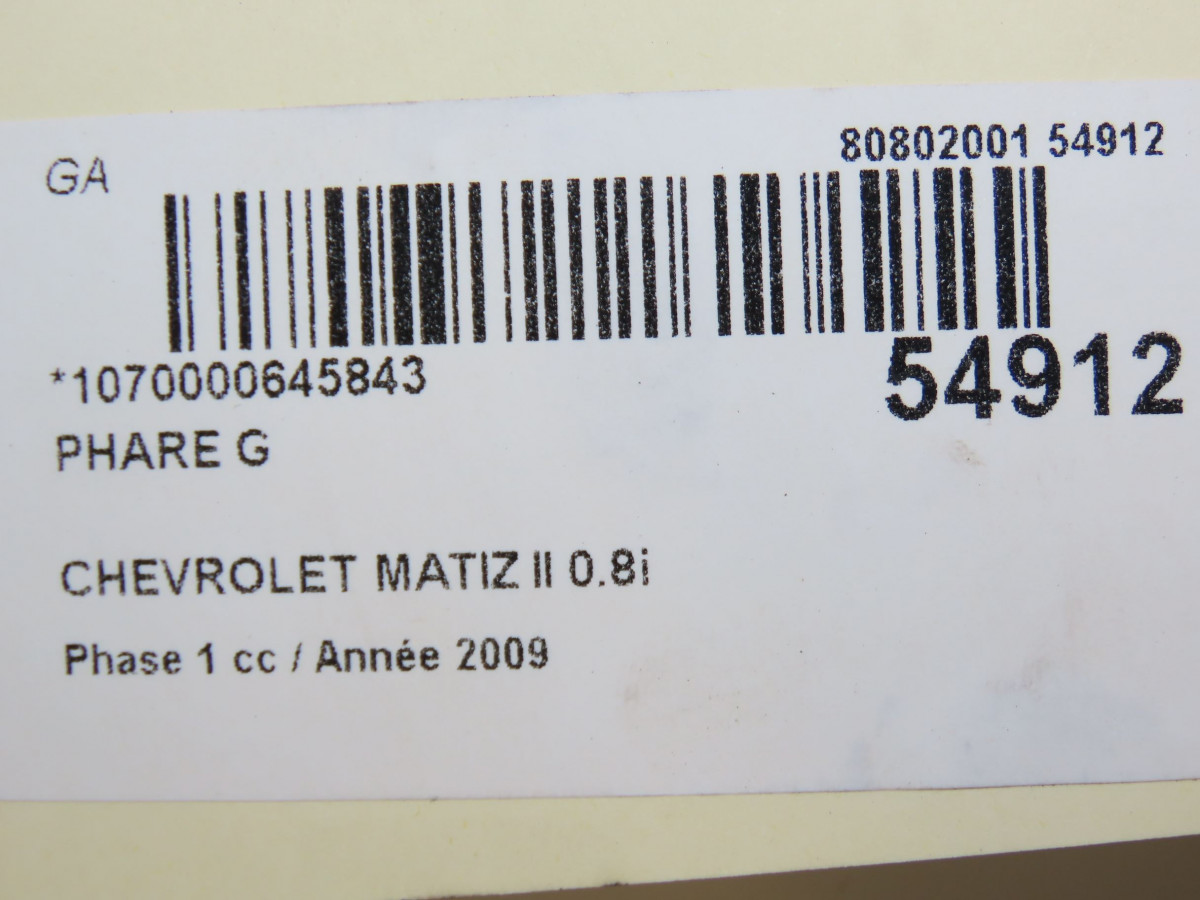 GA
80802001 54912
*1070000645843
54912
PHARE G
CHEVROLET MATIZ II 0.8i
Phase 1 cc / Année 2009